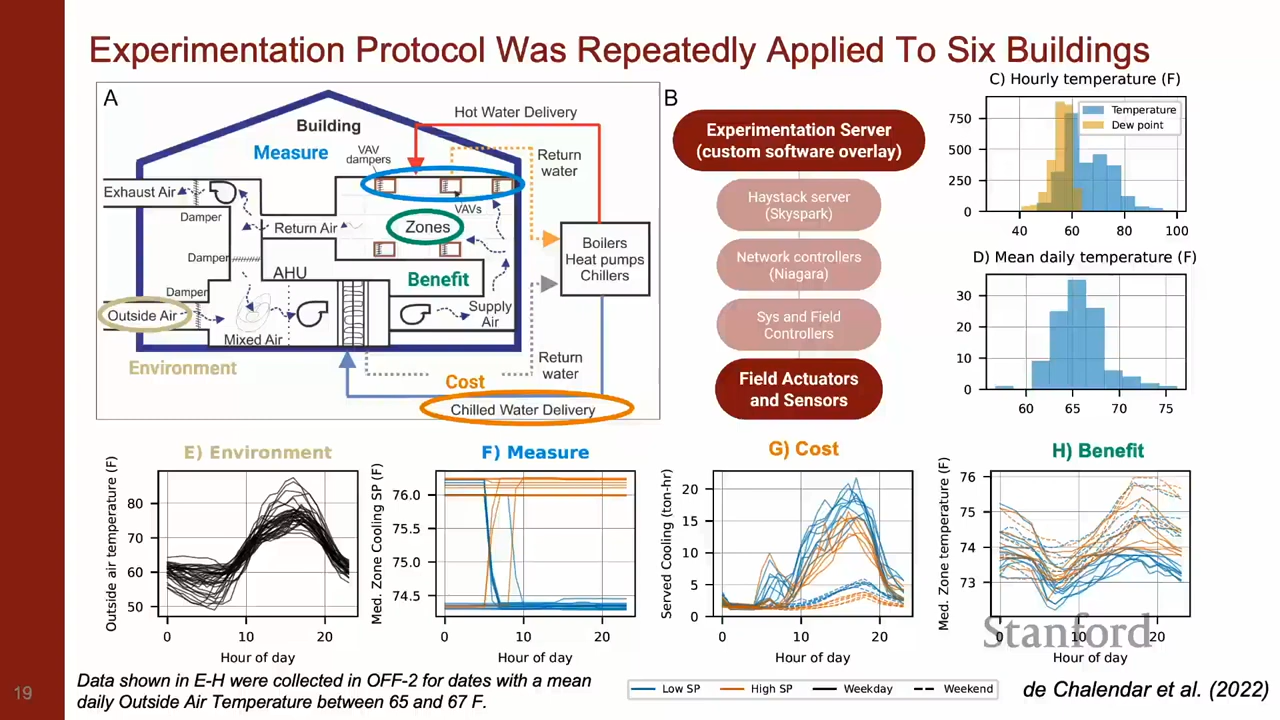 Experimentation Protocol Was Repeatedly Applied To Six Buildings
A
Building
Measure
Hot Water Delivery
VAV
dampers
Return
water
Exhaust Air
Damper
Return Air
VAVs
Zones
Damper
AHU
Benefit
Boilers
Heat pumps
Chillers
Damper
Outside Air
Mixed Air
Supply
Air
Environment
Return
water
Cost
Chilled Water Delivery
B
Experimentation Server
(custom software overlay)
Haystack server
(Skyspark)
Network controllers
(Niagara)
Sys and Field
Controllers
Field Actuators
and Sensors
C) Hourly temperature (F)
Temperature
Dew point
750
500
250
0
40 60 80 100
D) Mean daily temperature (F)
30
20
10
0
60 65 70 75
E) Environment
Outside air temperature (F)
80
70
60
50
0 10 20
Hour of day
F) Measure
Med. Zone Cooling SP (F)
76.0
75.5
75.0
74.5
0 10 20
Hour of day
G) Cost
Served Cooling (ton-hr)
20
15
10
5
0
0 10 20
Hour of day
H) Benefit
Med. Zone temperature (F)
76
75
74
73
0 10 20
Hour of day
Stanford
Data shown in E-H were collected in OFF-2 for dates with a mean
daily Outside Air Temperature between 65 and 67 F.
Low SP High SP Weekday Weekend
de Chalendar et al. (2022)
19